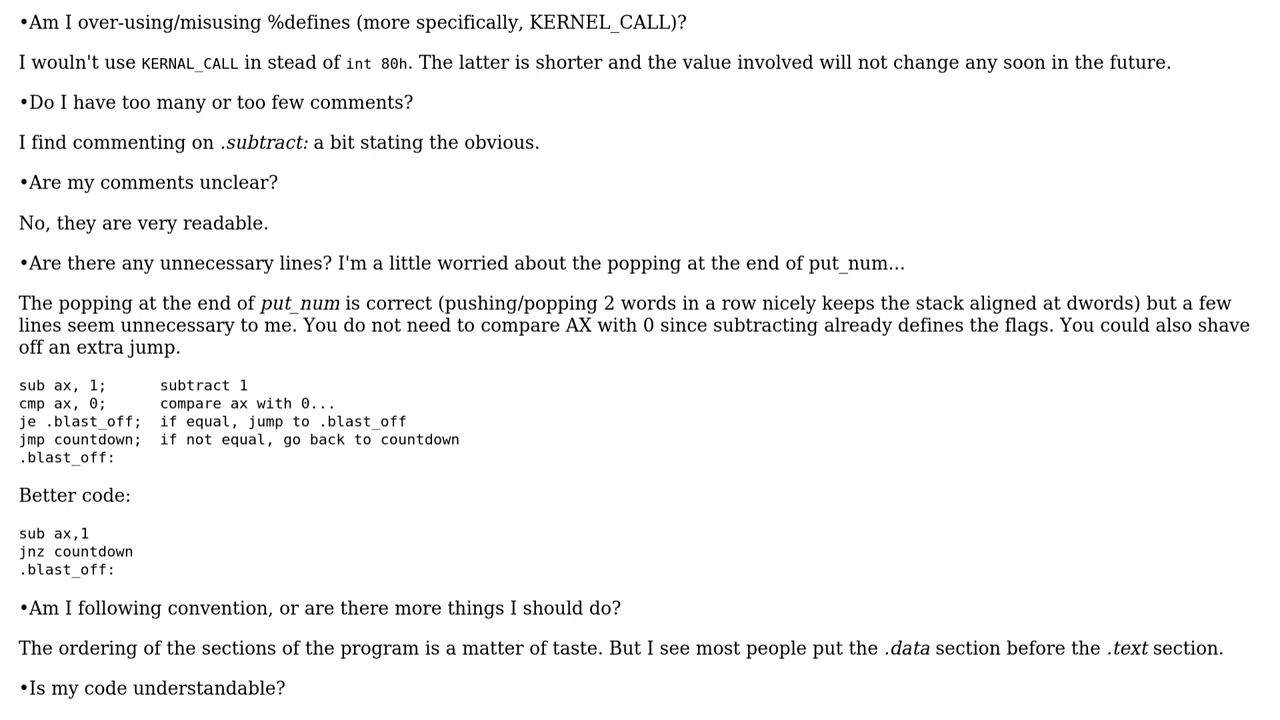 •Am I over-using/misusing %defines (more specifically, KERNEL_CALL)?
I wouln't use KERNAL_CALL in stead of int 80h. The latter is shorter and the value involved will not change any soon in the future.
•Do I have too many or too few comments?
I find commenting on .subtract: a bit stating the obvious.
•Are my comments unclear?
No, they are very readable.
•Are there any unnecessary lines? I'm a little worried about the popping at the end of put_num...
The popping at the end of put_num is correct (pushing/popping 2 words in a row nicely keeps the stack aligned at dwords) but a few
lines seem unnecessary to me. You do not need to compare AX with 0 since subtracting already defines the flags. You could also shave
off an extra jump.
sub ax, 1;      subtract 1
cmp ax, 0;      compare ax with 0...
je .blast_off;  if equal, jump to .blast_off
jmp countdown;  if not equal, go back to countdown
.blast_off:
Better code:
sub ax,1
jnz countdown
.blast_off:
•Am I following convention, or are there more things I should do?
The ordering of the sections of the program is a matter of taste. But I see most people put the .data section before the .text section.
•Is my code understandable?